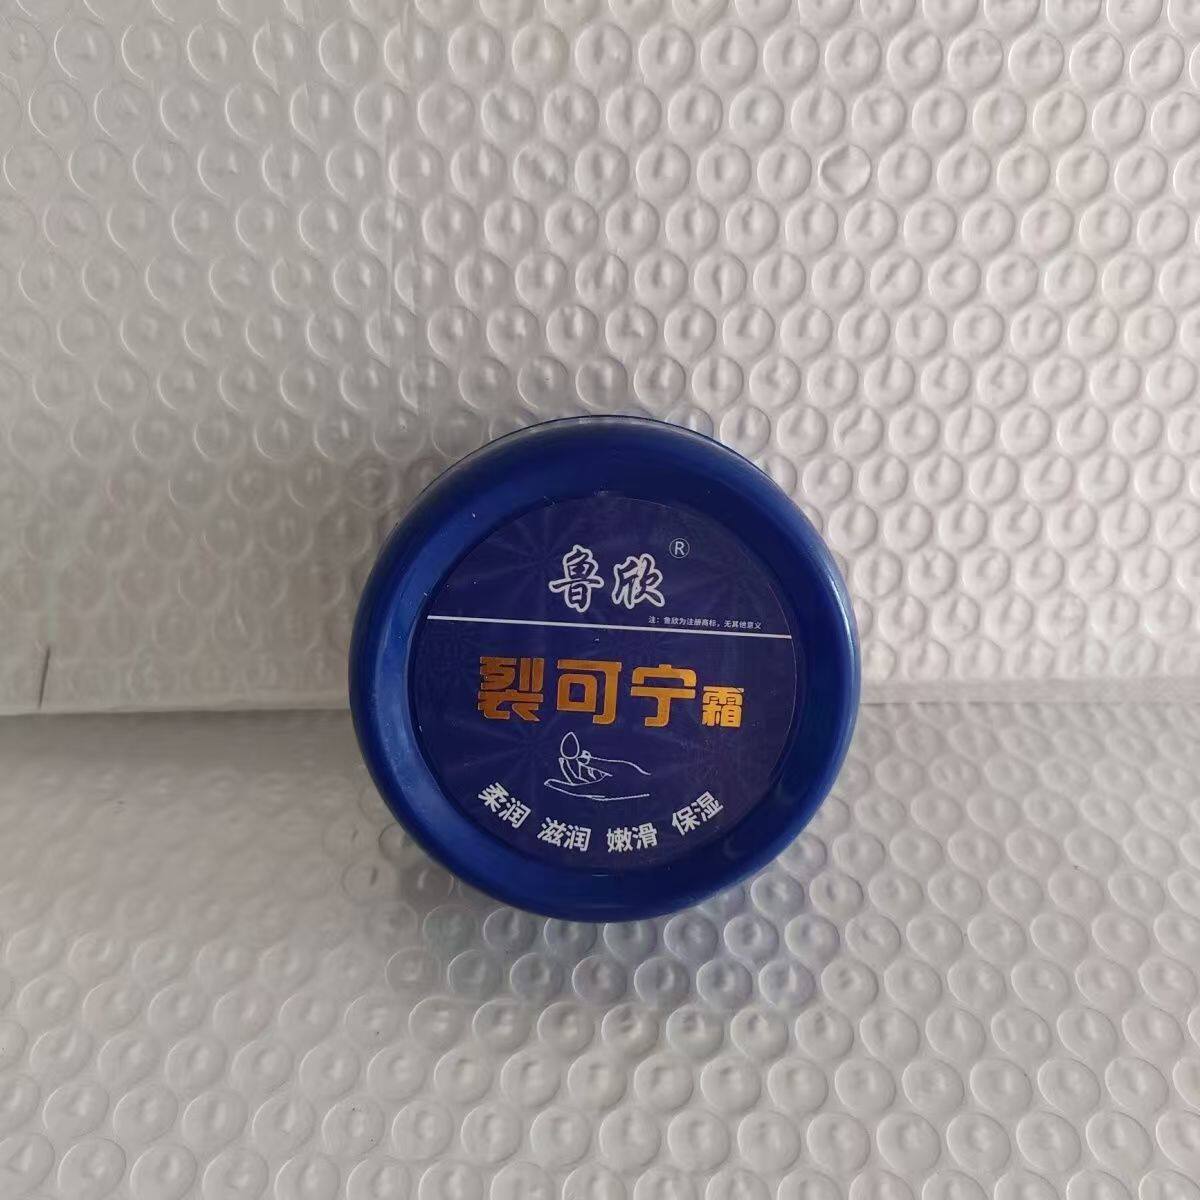 鲁欣®
注：鲁欣为注册商标，无其他意义
裂可宁霜
柔润 滋润 嫩滑 保湿